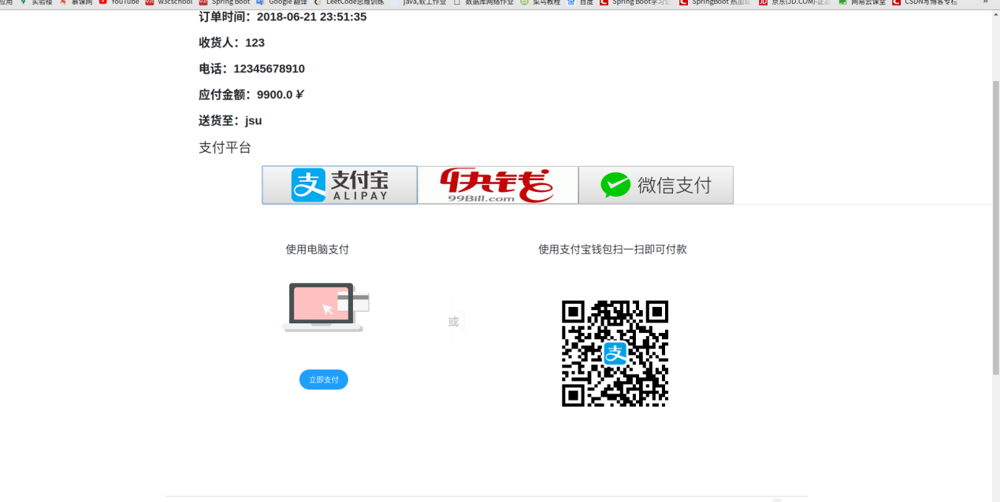 应用 实验楼 慕课网 YouTube w3cschool Spring Boot Google 翻译 LeetCode思维训练 java,软工作业 数据库网络作业 菜鸟教程 百度 Spring Boot学习记 SpringBoot 热加载 京东(JD.COM)-正品 网易云课堂 CSDN写博客专栏 »
订单时间：2018-06-21 23:51:35
收货人：123
电话：12345678910
应付金额：9900.0￥
送货至：jsu
支付平台
支付宝 快钱 微信支付
ALIPAY 99Bill.com
使用电脑支付 使用支付宝钱包扫一扫即可付款
或
支
立即支付